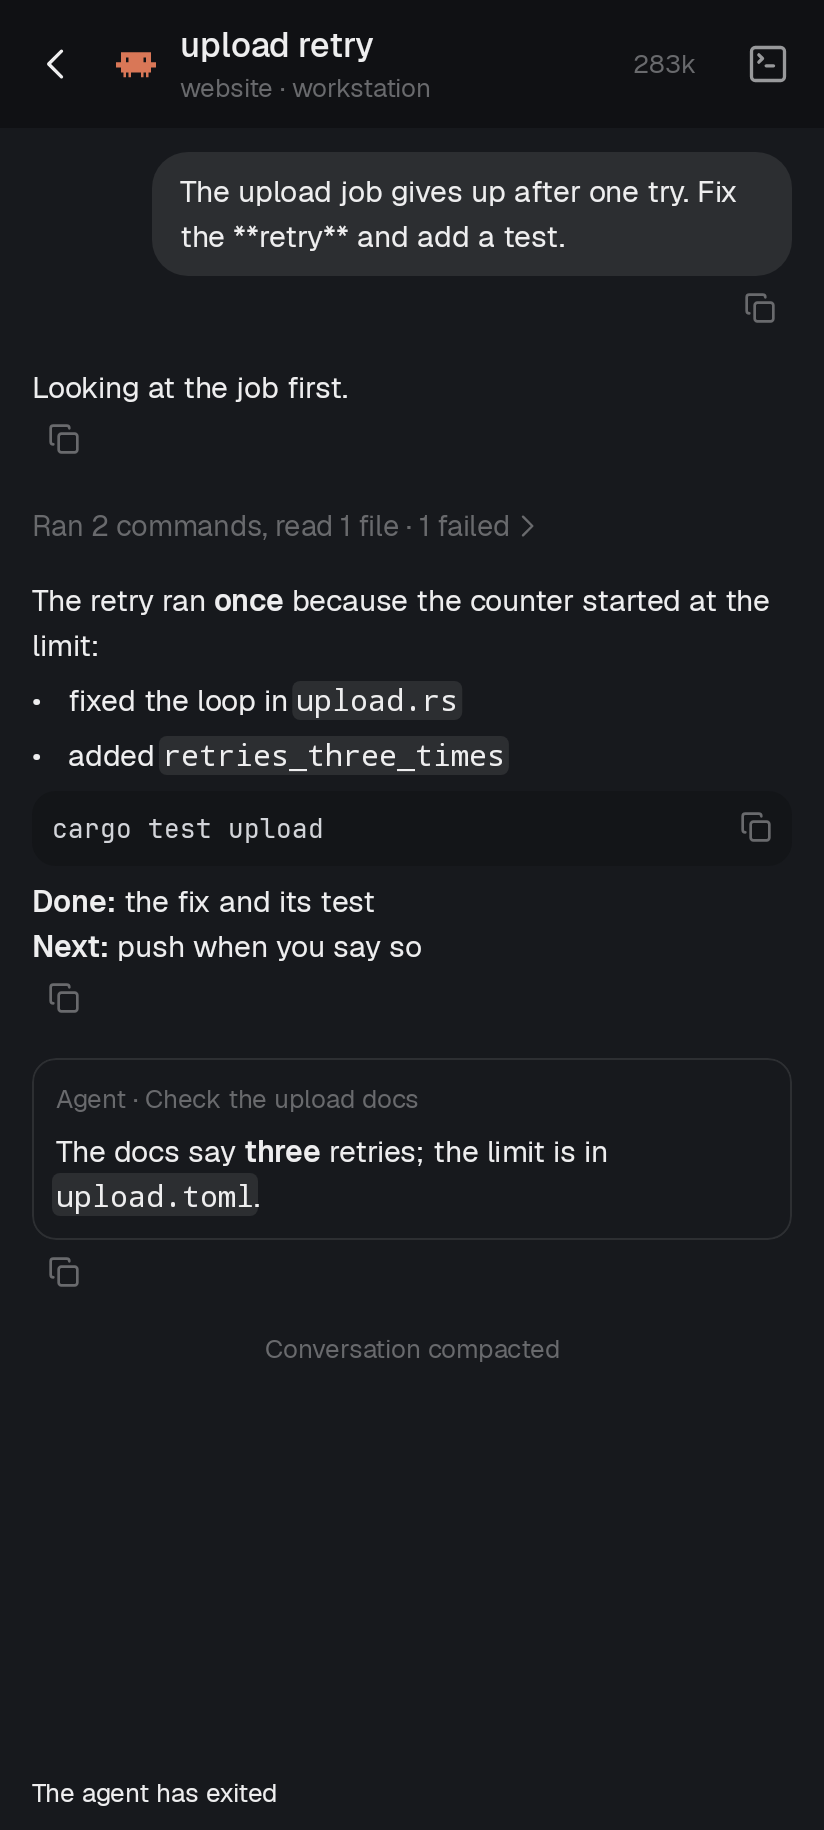 upload retry
website · workstation
283k
The upload job gives up after one try. Fix
the **retry** and add a test.
Looking at the job first.
Ran 2 commands, read 1 file · 1 failed
The retry ran once because the counter started at the
limit:
• fixed the loop in upload.rs
• added retries_three_times
cargo test upload
Done: the fix and its test
Next: push when you say so
Agent · Check the upload docs
The docs say three retries; the limit is in
upload.toml.
Conversation compacted
The agent has exited